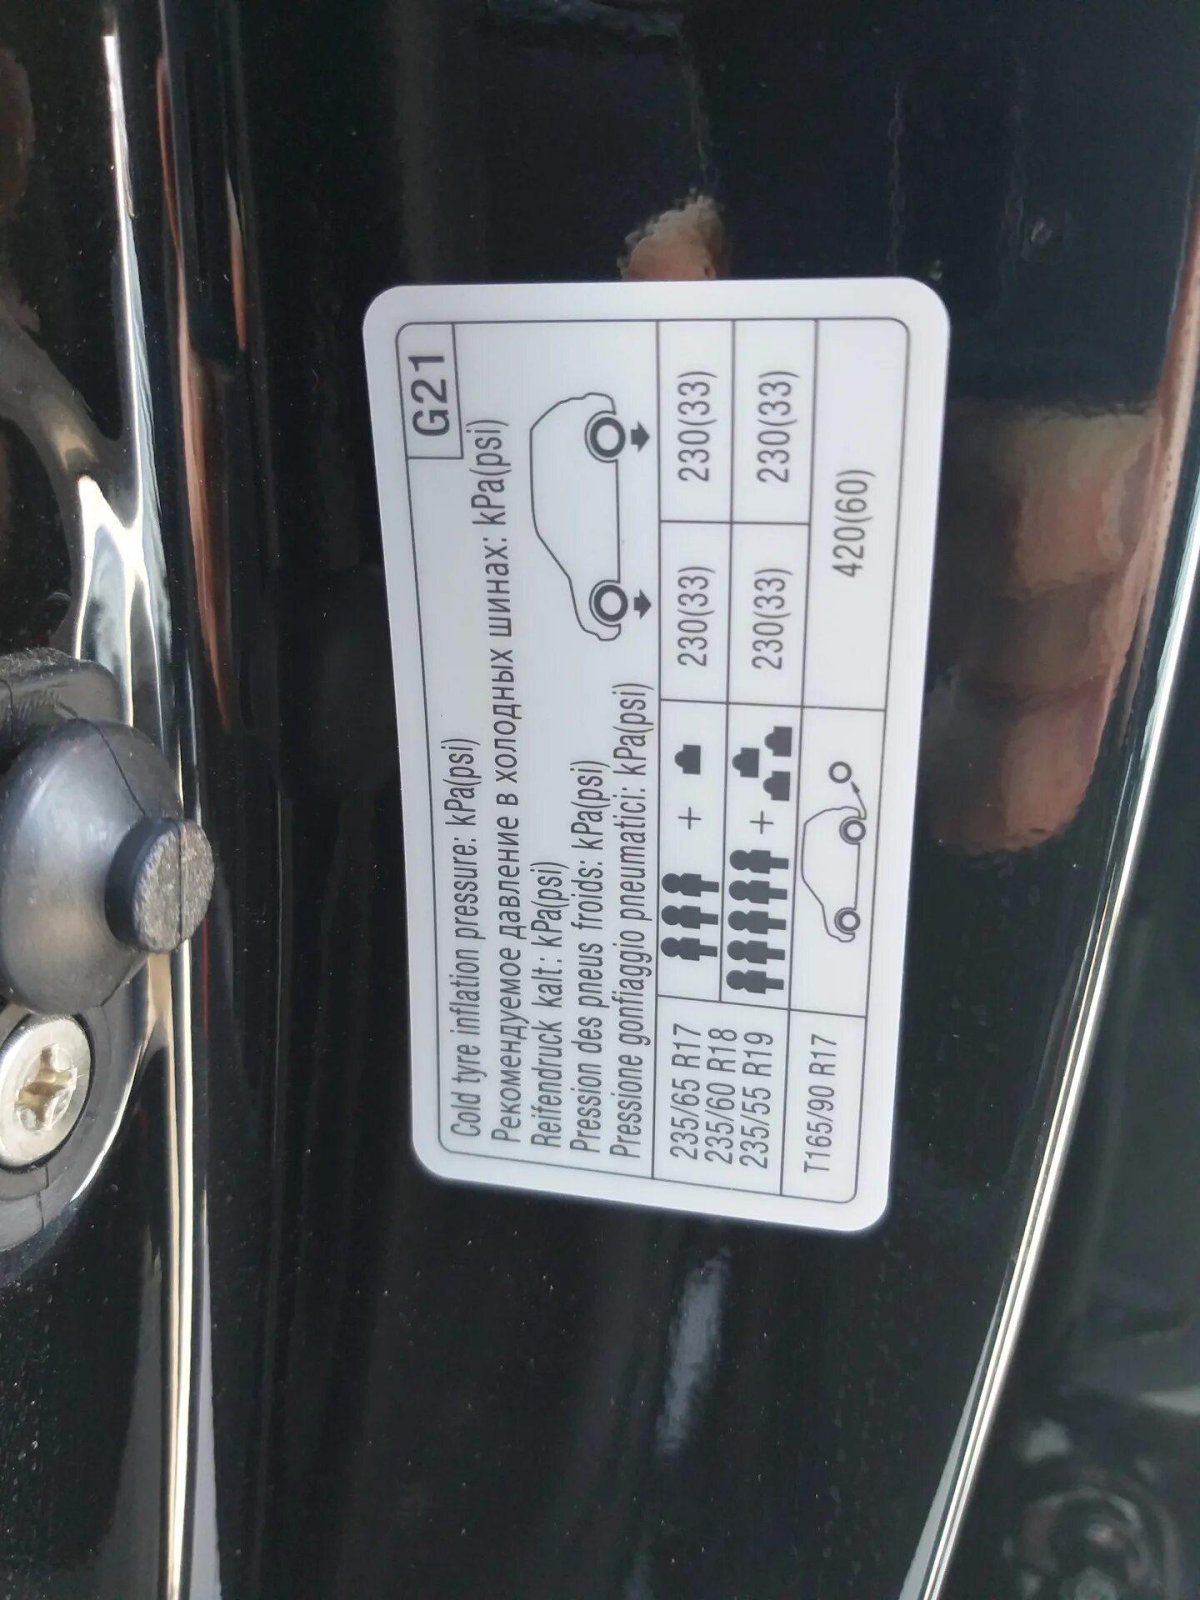 G21
Cold tyre inflation pressure: kPa(psi)
Рекомендуемое давление в холодных шинах: kPa(psi)
Reifendruck kalt: kPa(psi)
Pression des pneus froids: kPa(psi)
Pressione gonfiaggio pneumatici: kPa(psi)
235/65 R17
235/60 R18
235/55 R19
+ 230(33) 230(33)
+ 230(33) 230(33)
T165/90 R17 420(60)